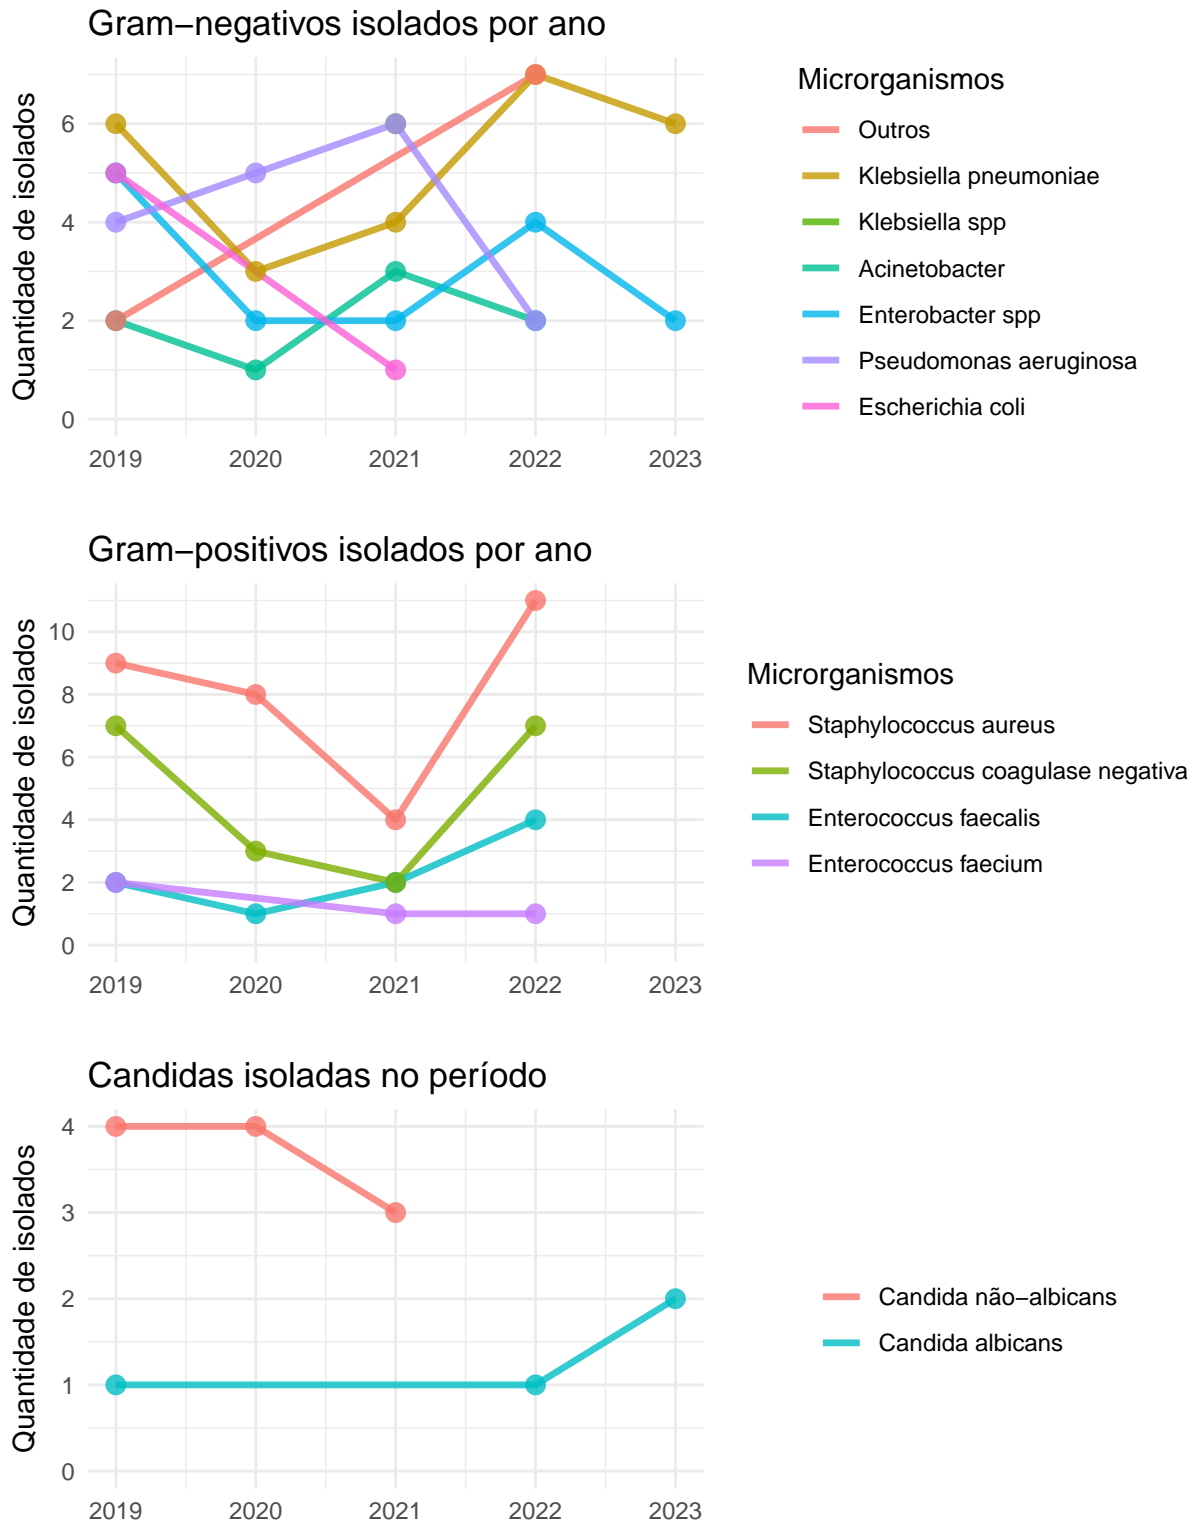 Gram−negativos isolados por ano
Quantidade de isolados
6
4
2
0
2019 2020 2021 2022 2023
Microrganismos
Outros
Klebsiella pneumoniae
Klebsiella spp
Acinetobacter
Enterobacter spp
Pseudomonas aeruginosa
Escherichia coli
Gram−positivos isolados por ano
Quantidade de isolados
10
8
6
4
2
0
2019 2020 2021 2022 2023
Microrganismos
Staphylococcus aureus
Staphylococcus coagulase negativa
Enterococcus faecalis
Enterococcus faecium
Candidas isoladas no período
Quantidade de isolados
4
3
2
1
0
2019 2020 2021 2022 2023
Candida não−albicans
Candida albicans